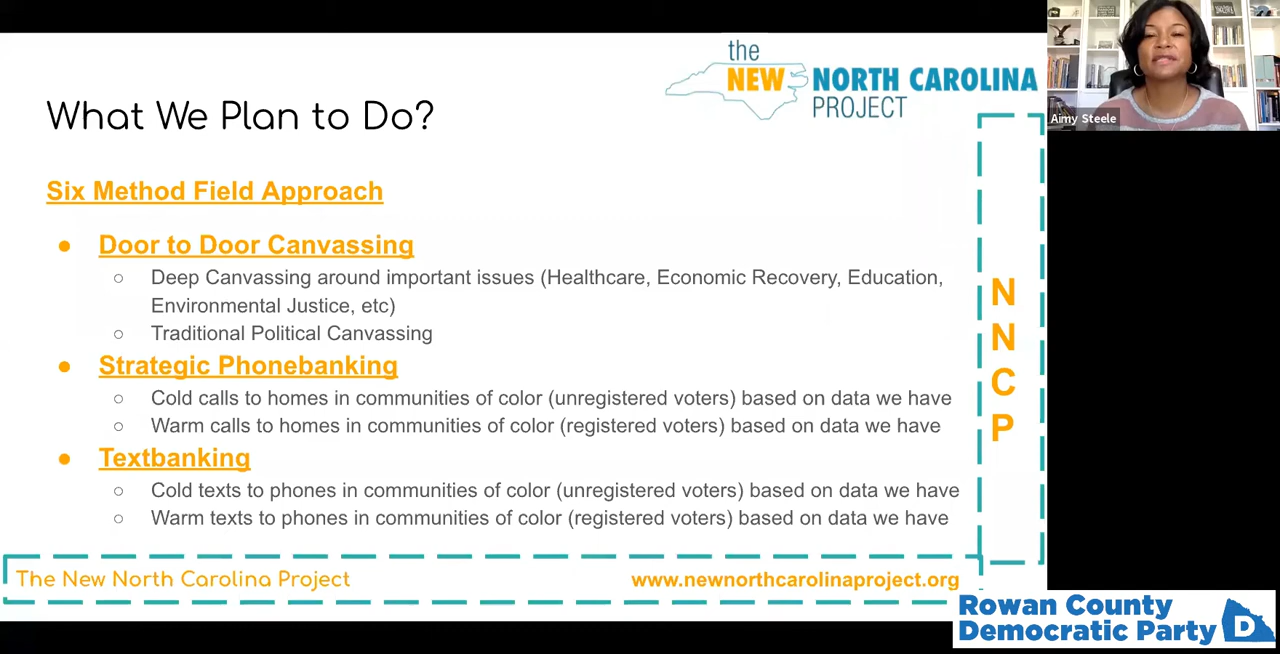 the
NEW NORTH CAROLINA
PROJECT
What We Plan to Do?
Aimy Steele
Six Method Field Approach
● Door to Door Canvassing
○ Deep Canvassing around important issues (Healthcare, Economic Recovery, Education,
Environmental Justice, etc)
○ Traditional Political Canvassing
● Strategic Phonebanking
○ Cold calls to homes in communities of color (unregistered voters) based on data we have
○ Warm calls to homes in communities of color (registered voters) based on data we have
● Textbanking
○ Cold texts to phones in communities of color (unregistered voters) based on data we have
○ Warm texts to phones in communities of color (registered voters) based on data we have
N
N
C
P
The New North Carolina Project
www.newnorthcarolinaproject.org
Rowan County
Democratic Party
D